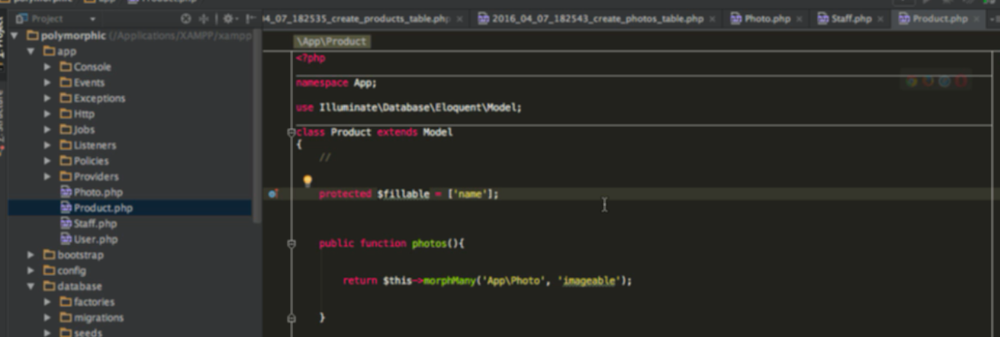 Project
04_07_182535_create_products_table.php
2016_04_07_182543_create_photos_table.php
Photo.php
Staff.php
Product.php
polymorphic (/Applications/XAMPP/xampp
app
Console
Events
Exceptions
Http
Jobs
Listeners
Policies
Providers
Photo.php
Product.php
Staff.php
User.php
bootstrap
config
database
factories
migrations
seeds
\App\Product
<?php
namespace App;
use Illuminate\Database\Eloquent\Model;
class Product extends Model
{
//
protected $fillable = ['name'];
public function photos(){
return $this->morphMany('App\Photo', 'imageable');
}